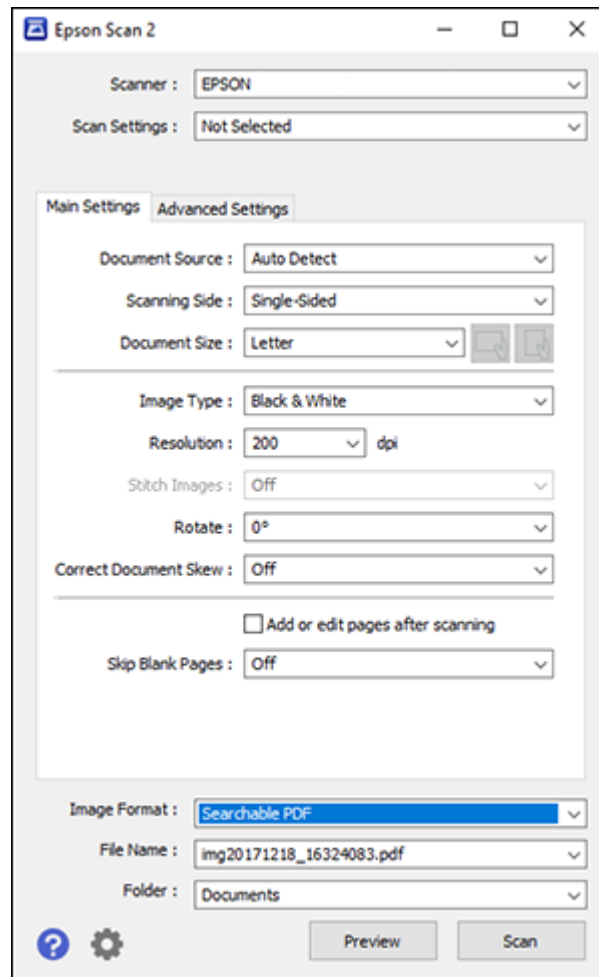 Epson Scan 2
Scanner : EPSON
Scan Settings : Not Selected
Main Settings Advanced Settings
Document Source : Auto Detect
Scanning Side : Single-Sided
Document Size : Letter
Image Type : Black & White
Resolution : 200 dpi
Stitch Images : Off
Rotate : 0°
Correct Document Skew : Off
Add or edit pages after scanning
Skip Blank Pages : Off
Image Format : Searchable PDF
File Name : img20171218_16324083.pdf
Folder : Documents
? Preview Scan